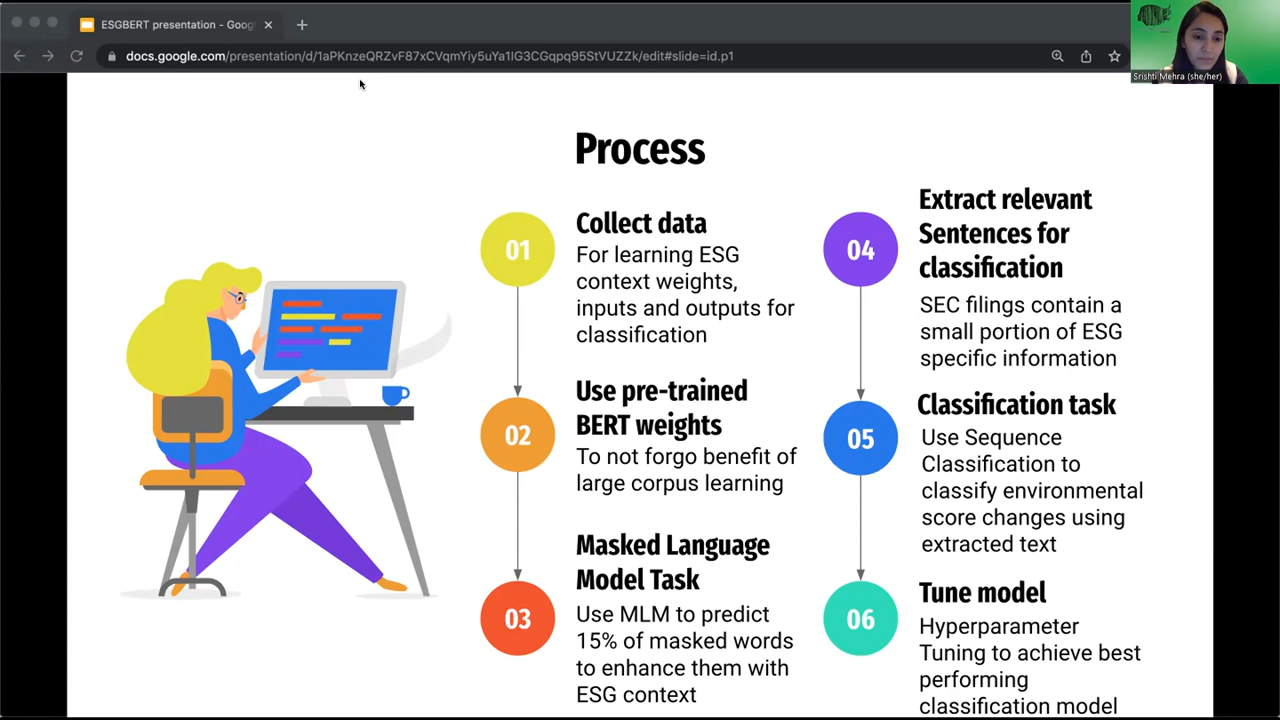 ESGBERT presentation - Goog
docs.google.com/presentation/d/1aPKnzeQRZvF87xCVqmYiy5uYa1lG3CGqpq95StVUZZk/edit#slide=id.p1
Srishti Mehra (she/her)
Process
01
Collect data
For learning ESG
context weights,
inputs and outputs for
classification
02
Use pre-trained
BERT weights
To not forgo benefit of
large corpus learning
03
Masked Language
Model Task
Use MLM to predict
15% of masked words
to enhance them with
ESG context
04
Extract relevant
Sentences for
classification
SEC filings contain a
small portion of ESG
specific information
05
Classification task
Use Sequence
Classification to
classify environmental
score changes using
extracted text
06
Tune model
Hyperparameter
Tuning to achieve best
performing
classification model